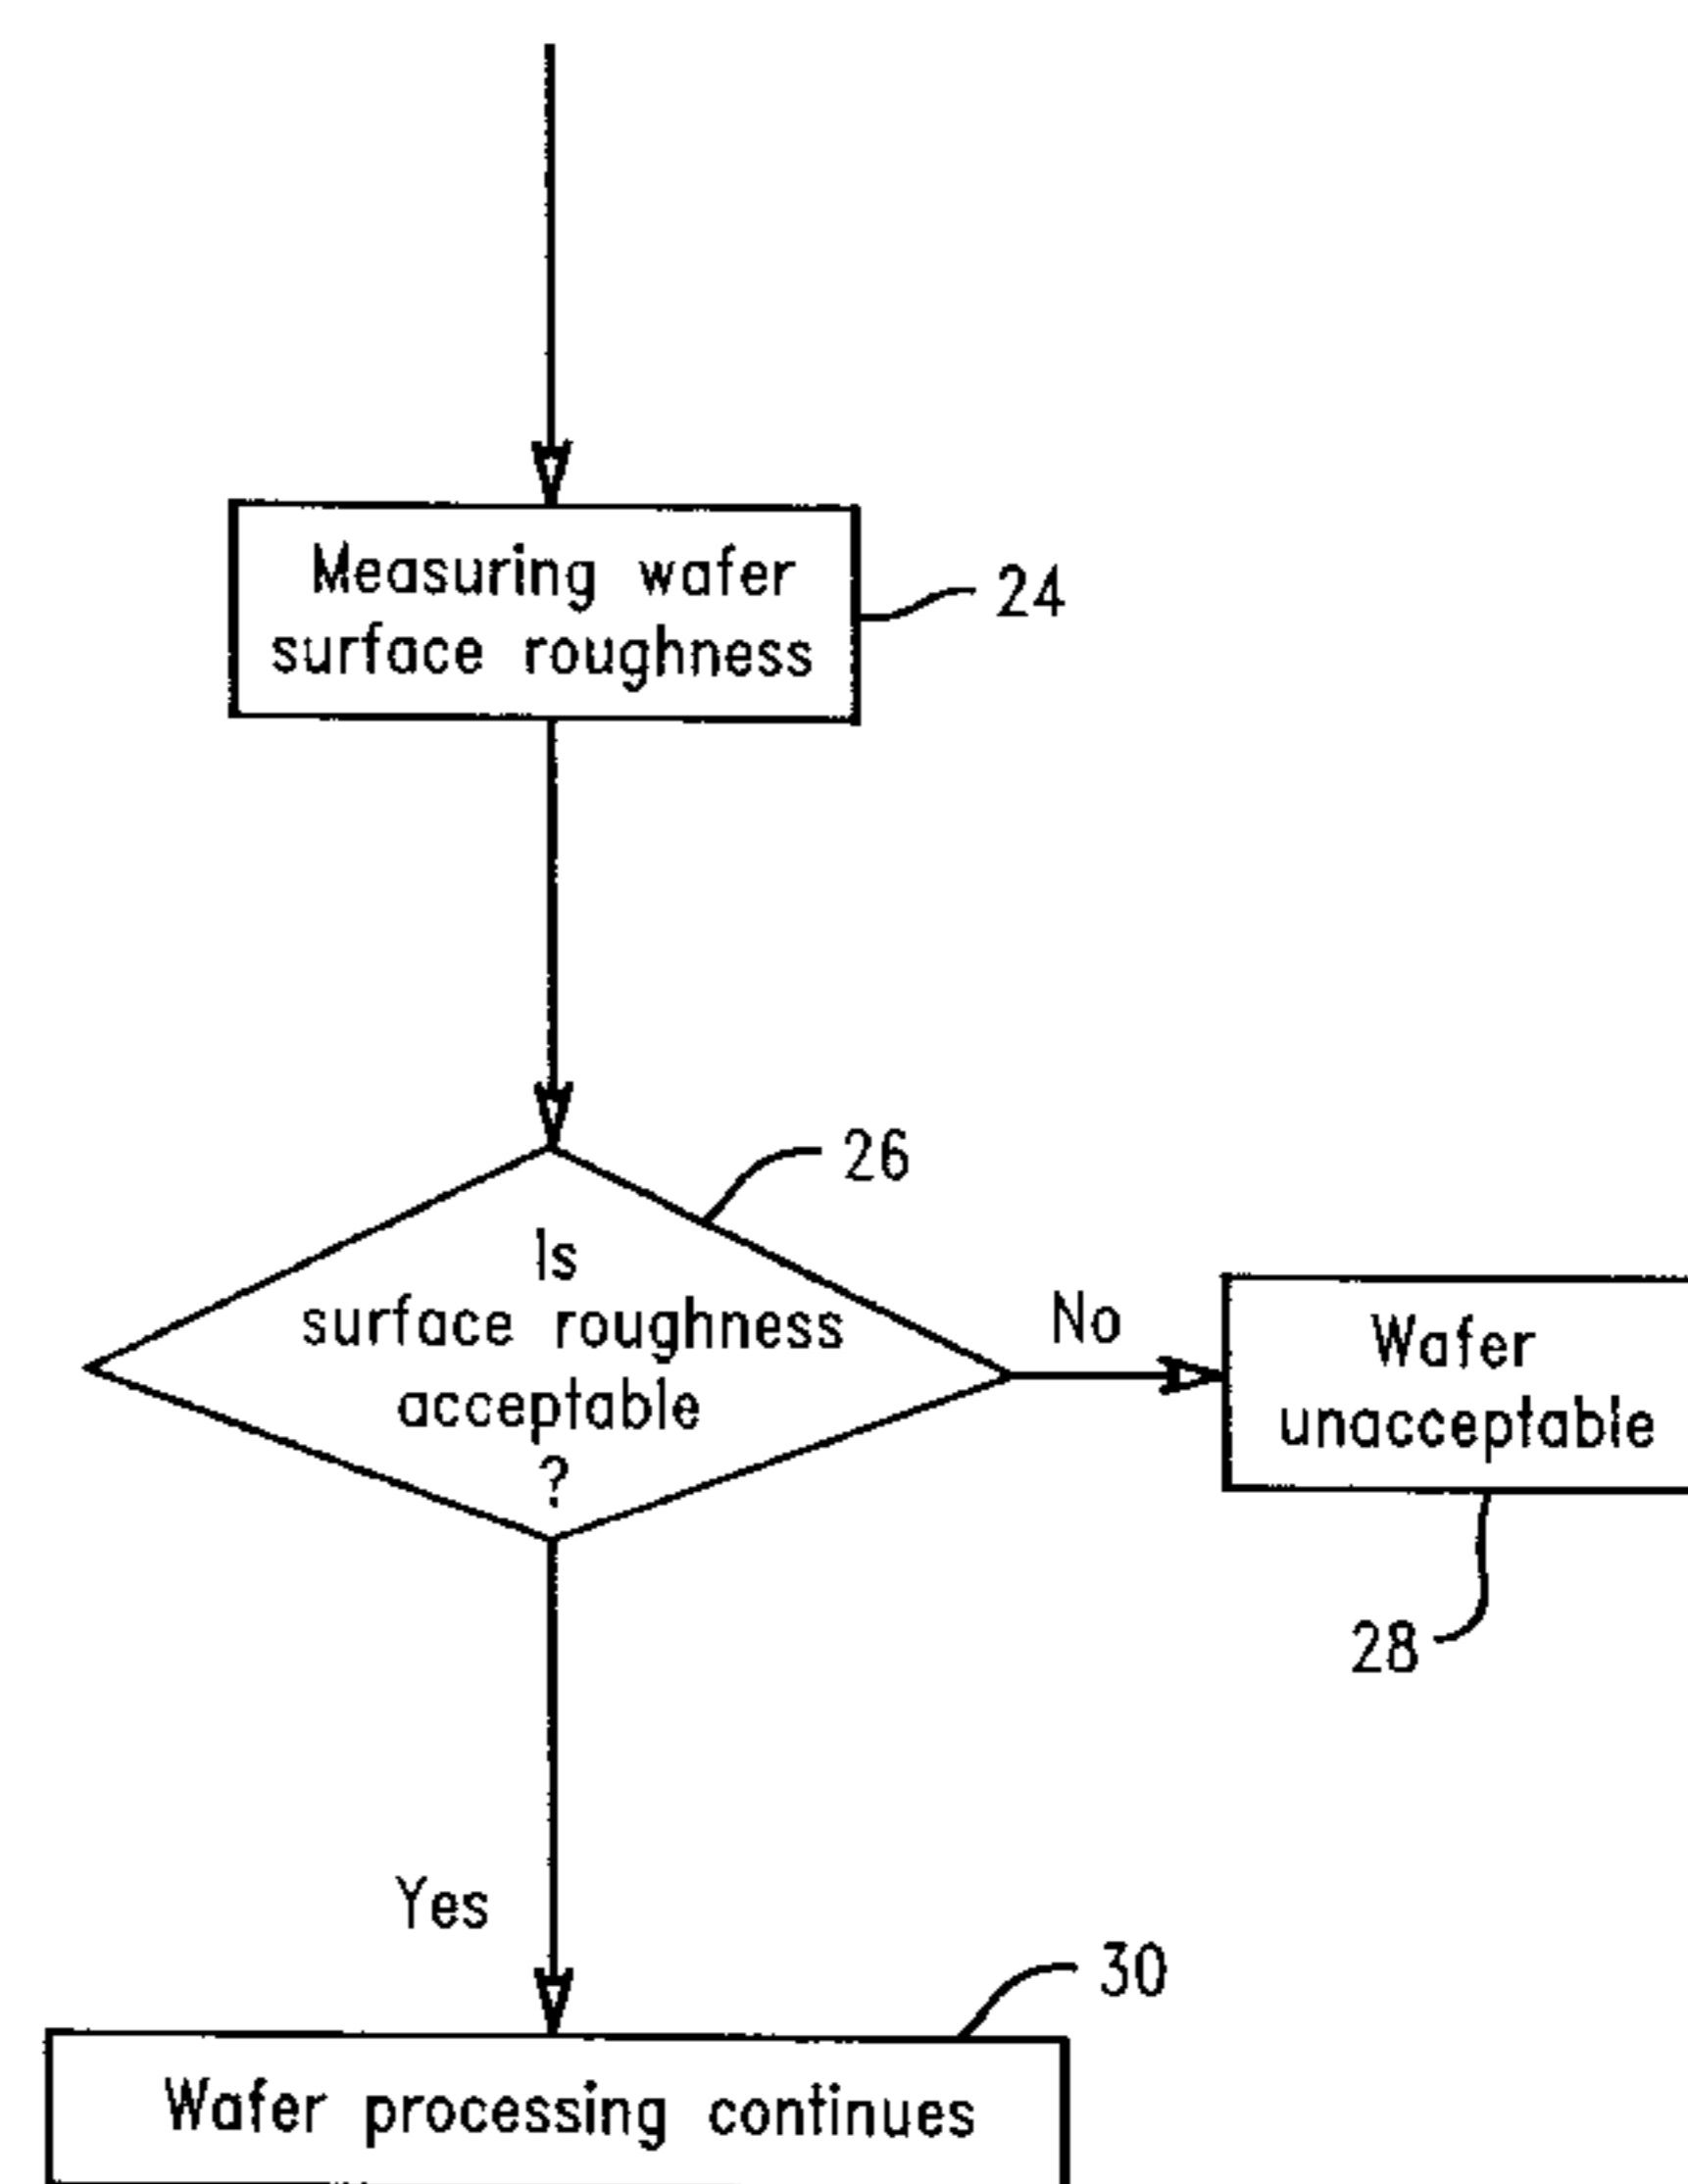 Measuring wafer
surface roughness
24
26
Is
surface roughness
acceptable
?
No
Wafer
unacceptable
28
Yes
30
Wafer processing continues